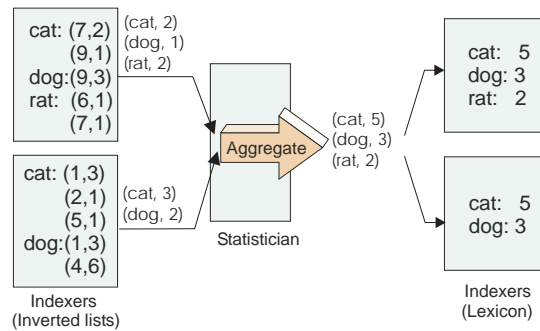 cat: (7,2)
(9,1)
dog:(9,3)
rat: (6,1)
(7,1)
(cat, 2)
(dog, 1)
(rat, 2)
cat: (1,3)
(2,1)
(5,1)
dog:(1,3)
(4,6)
(cat, 3)
(dog, 2)
Indexers
(Inverted lists)
Aggregate
Statistician
(cat, 5)
(dog, 3)
(rat, 2)
cat: 5
dog: 3
rat: 2
cat: 5
dog: 3
Indexers
(Lexicon)